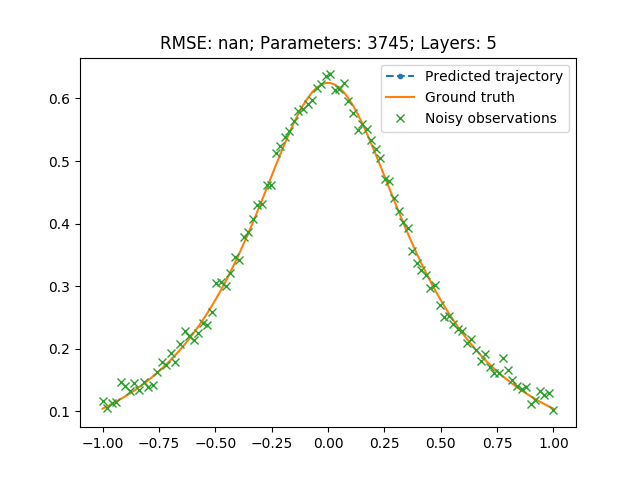 RMSE: nan; Parameters: 3745; Layers: 5
Predicted trajectory
Ground truth
Noisy observations
0.6
0.5
0.4
0.3
0.2
0.1
−1.00 −0.75 −0.50 −0.25 0.00 0.25 0.50 0.75 1.00